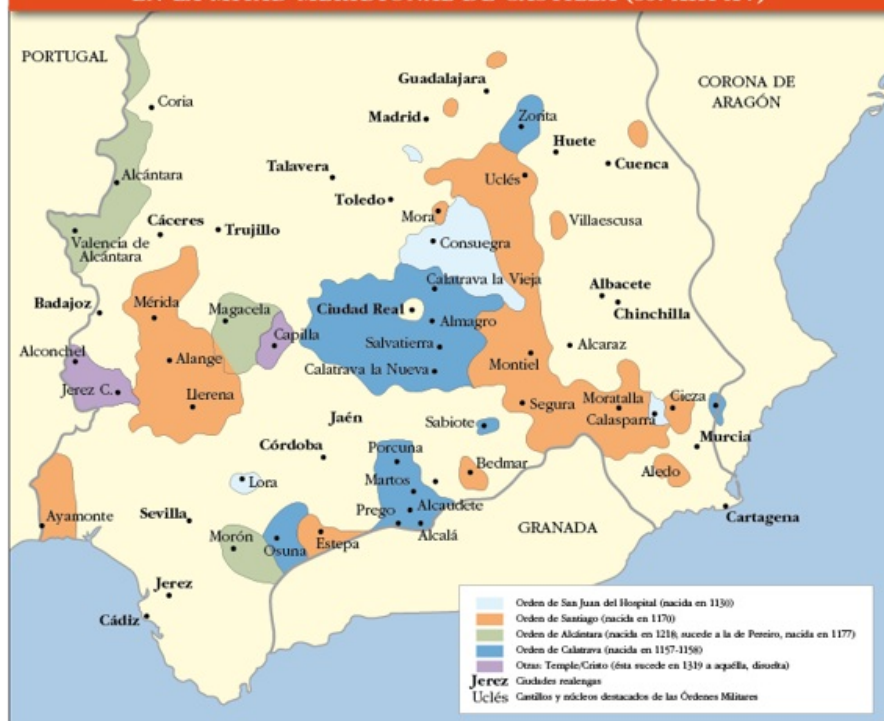 PORTUGAL
Guadalajara
CORONA DE
ARAGÓN
Coria
Madrid
Zorita
Huete
Cuenca
Talavera
Alcántara
Uclés
Toledo
Mora
Villaescusa
Cáceres
Trujillo
Valencia de
Alcántara
Consuegra
Calatrava la Vieja
Albacete
Chinchilla
Badajoz
Mérida
Magacela
Ciudad Real
Almagro
Capilla
Salvatierra
Alcaraz
Alconchel
Alange
Montiel
Calatrava la Nueva
Jerez C.
Llerena
Segura
Moratalla
Cieza
Calasparra
Jaén
Sabiote
Murcia
Córdoba
Porcuna
Bedmar
Aledo
Lora
Martos
Ayamonte
Sevilla
Prego
Alcaudete
Cartagena
Morón
Osuna
Estepa
Alcalá
GRANADA
Jerez
Cádiz
Orden de San Juan del Hospital (nacida en 1130)
Orden de Santiago (nacida en 1170)
Orden de Alcántara (nacida en 1218, sucede a la de Pereiro, nacida en 1177)
Orden de Calatrava (nacida en 1157-1158)
Otras: Temple/Cristo (ésta sucede en 1319 a aquélla, disuelta)
Jerez Ciudades realengas
Uclés Castillos y núcleos destacados de las Órdenes Militares